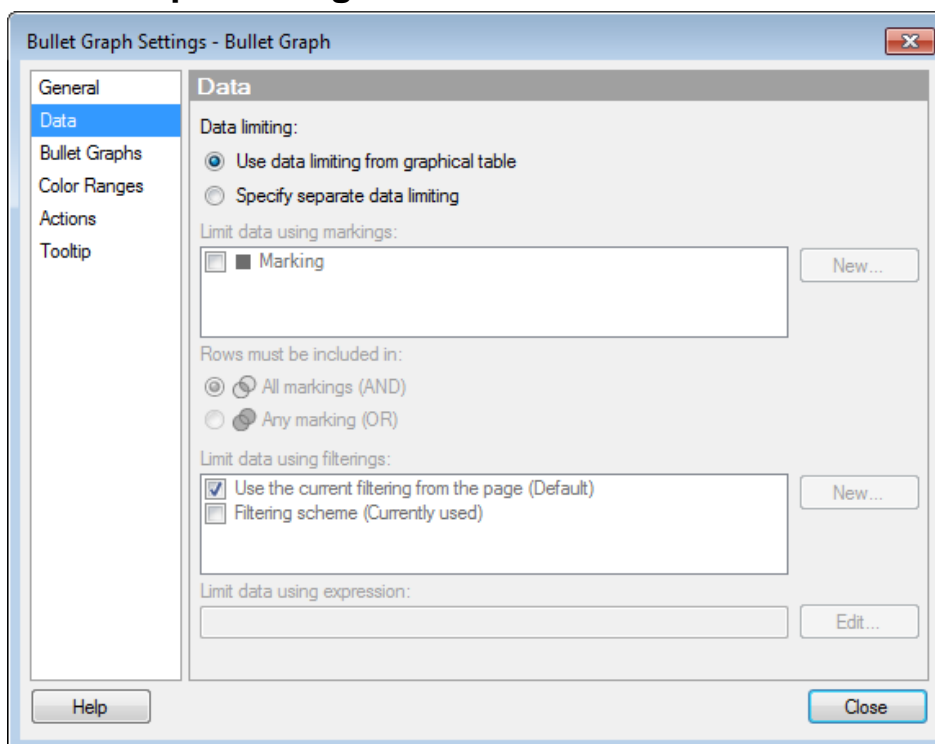 Bullet Graph Settings - Bullet Graph
General
Data
Bullet Graphs
Color Ranges
Actions
Tooltip
Data
Data limiting:
Use data limiting from graphical table
Specify separate data limiting
Limit data using markings:
Marking
New...
Rows must be included in:
All markings (AND)
Any marking (OR)
Limit data using filterings:
Use the current filtering from the page (Default)
Filtering scheme (Currently used)
New...
Limit data using expression:
Edit...
Help
Close